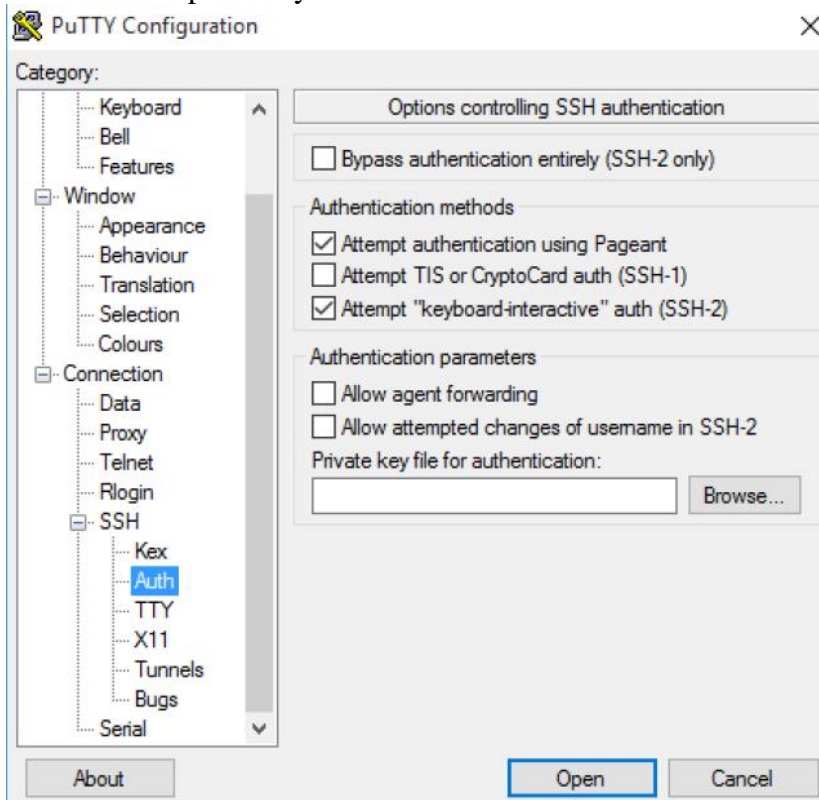 PuTTY Configuration
Category:
Keyboard
Bell
Features
Window
Appearance
Behaviour
Translation
Selection
Colours
Connection
Data
Proxy
Telnet
Rlogin
SSH
Kex
Auth
TTY
X11
Tunnels
Bugs
Serial
Options controlling SSH authentication
Bypass authentication entirely (SSH-2 only)
Authentication methods
Attempt authentication using Pageant
Attempt TIS or CryptoCard auth (SSH-1)
Attempt "keyboard-interactive" auth (SSH-2)
Authentication parameters
Allow agent forwarding
Allow attempted changes of username in SSH-2
Private key file for authentication:
Browse...
About
Open
Cancel